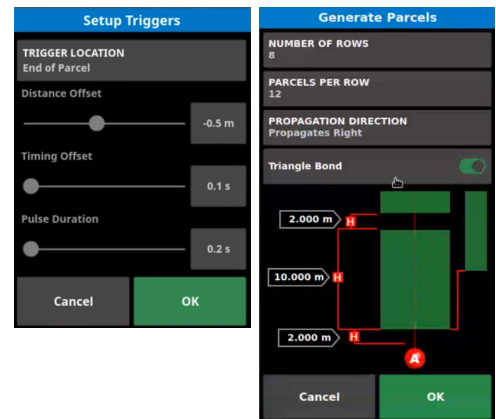 Setup Triggers
TRIGGER LOCATION
End of Parcel
Distance Offset
-0.5 m
Timing Offset
0.1 s
Pulse Duration
0.2 s
Cancel
OK
Generate Parcels
NUMBER OF ROWS
8
PARCELS PER ROW
12
PROPAGATION DIRECTION
Propagates Right
Triangle Bond
2.000 m
H
10.000 m
H
2.000 m
H
A
Cancel
OK